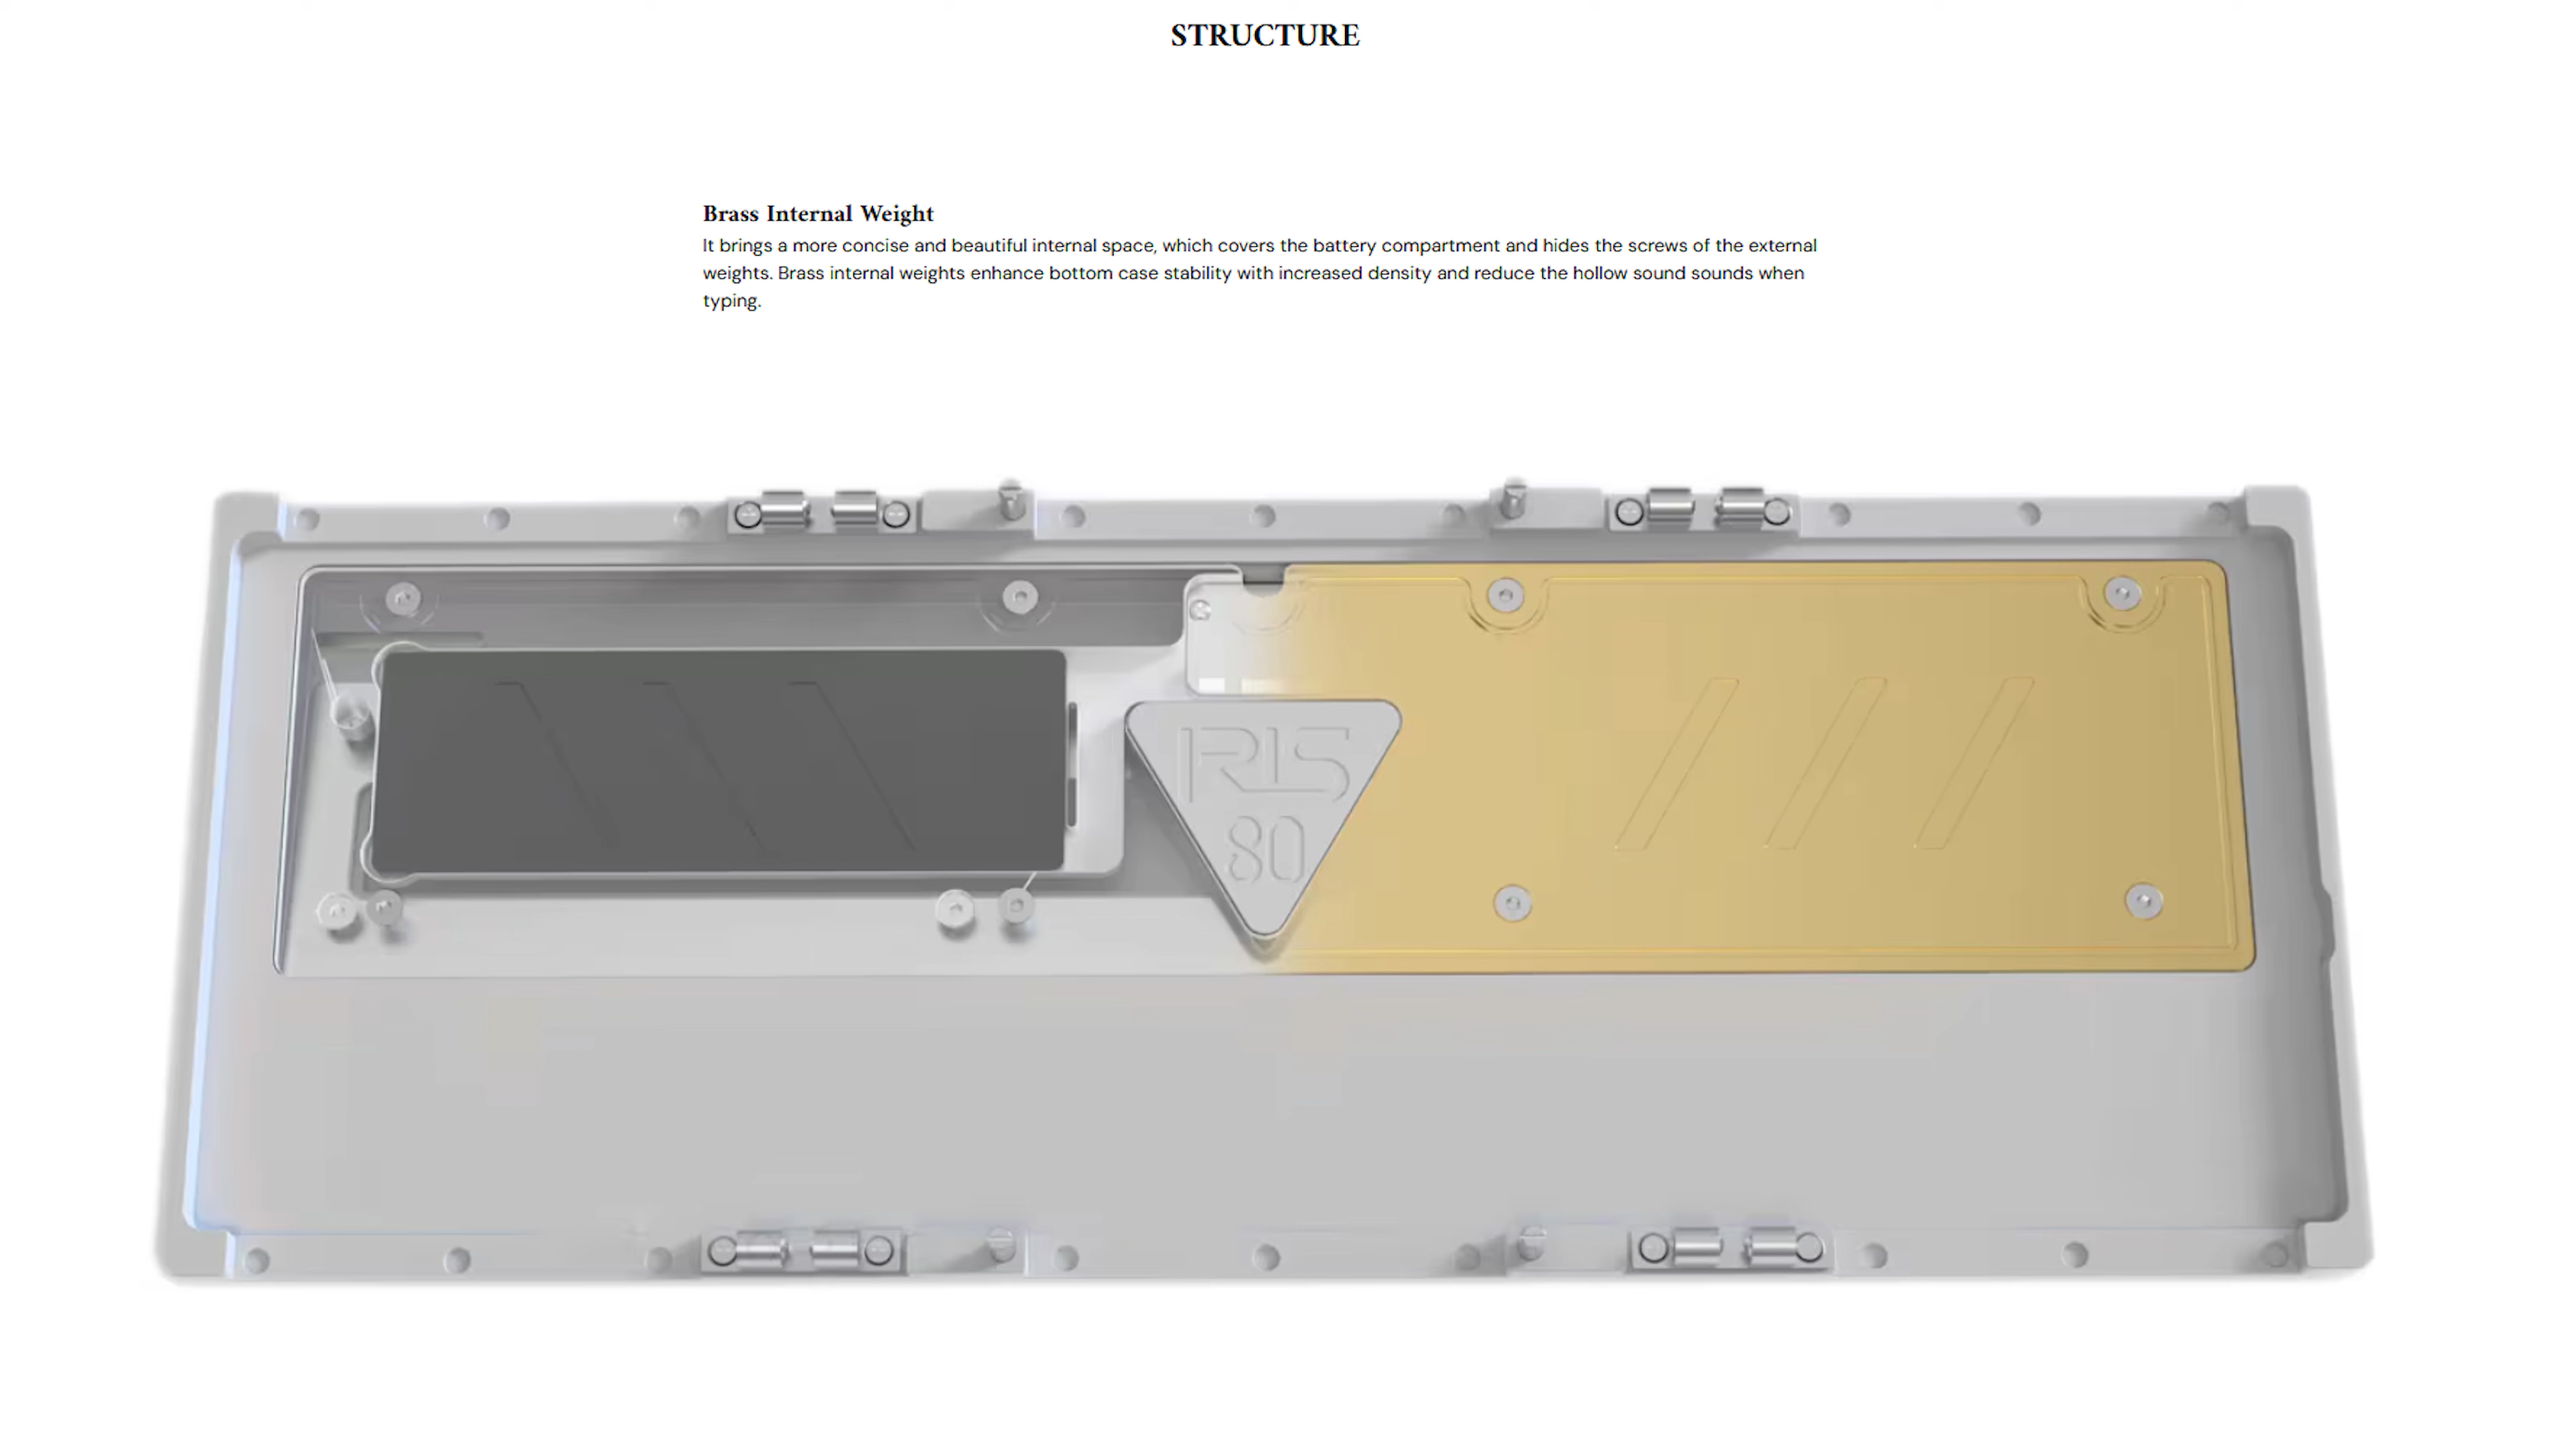 STRUCTURE
Brass Internal Weight
It brings a more concise and beautiful internal space, which covers the battery compartment and hides the screws of the external
weights. Brass internal weights enhance bottom case stability with increased density and reduce the hollow sound sounds when
typing.
IRIS
80